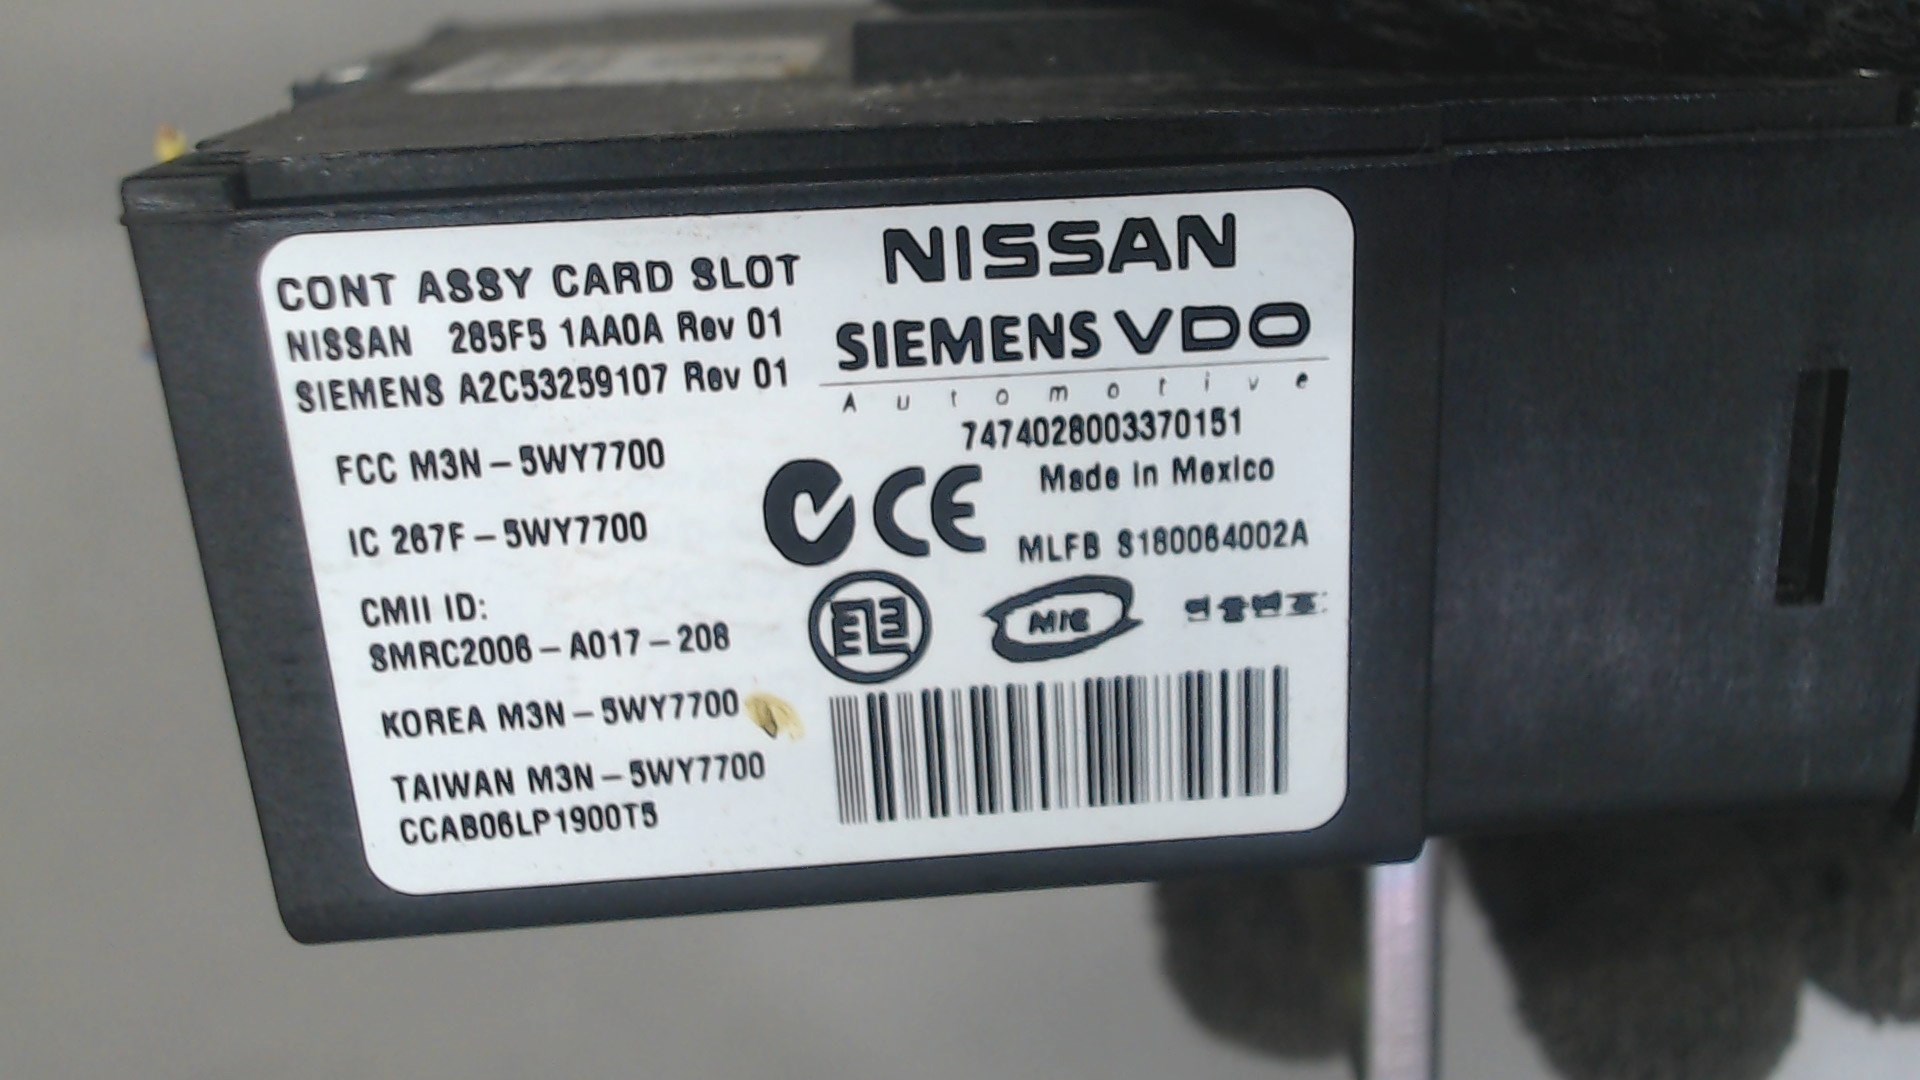 CONT ASSY CARD SLOT
NISSAN 285F5 1AA0A Rev 01
SIEMENS A2C53259107 Rev 01
FCC M3N-5WY7700
IC 267F-5WY7700
CMII ID:
SMRC2006-A017-208
KOREA M3N-5WY7700
TAIWAN M3N-5WY7700
CCAB06LP1900T5
NISSAN
SIEMENS VDO
Automotive
7474028003370151
Made in Mexico
CE
MLFB S180064002A
MIC